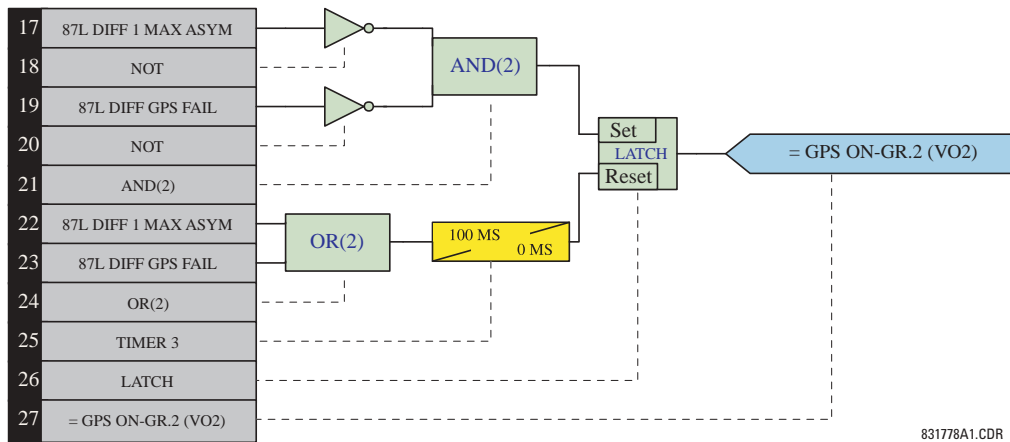 17 87L DIFF 1 MAX ASYM
18 NOT
19 87L DIFF GPS FAIL
20 NOT
21 AND(2)
22 87L DIFF 1 MAX ASYM
23 87L DIFF GPS FAIL
24 OR(2)
25 TIMER 3
26 LATCH
27 = GPS ON-GR.2 (VO2)
AND(2)
OR(2)
100 MS
0 MS
Set
LATCH
Reset
= GPS ON-GR.2 (VO2)
831778A1.CDR